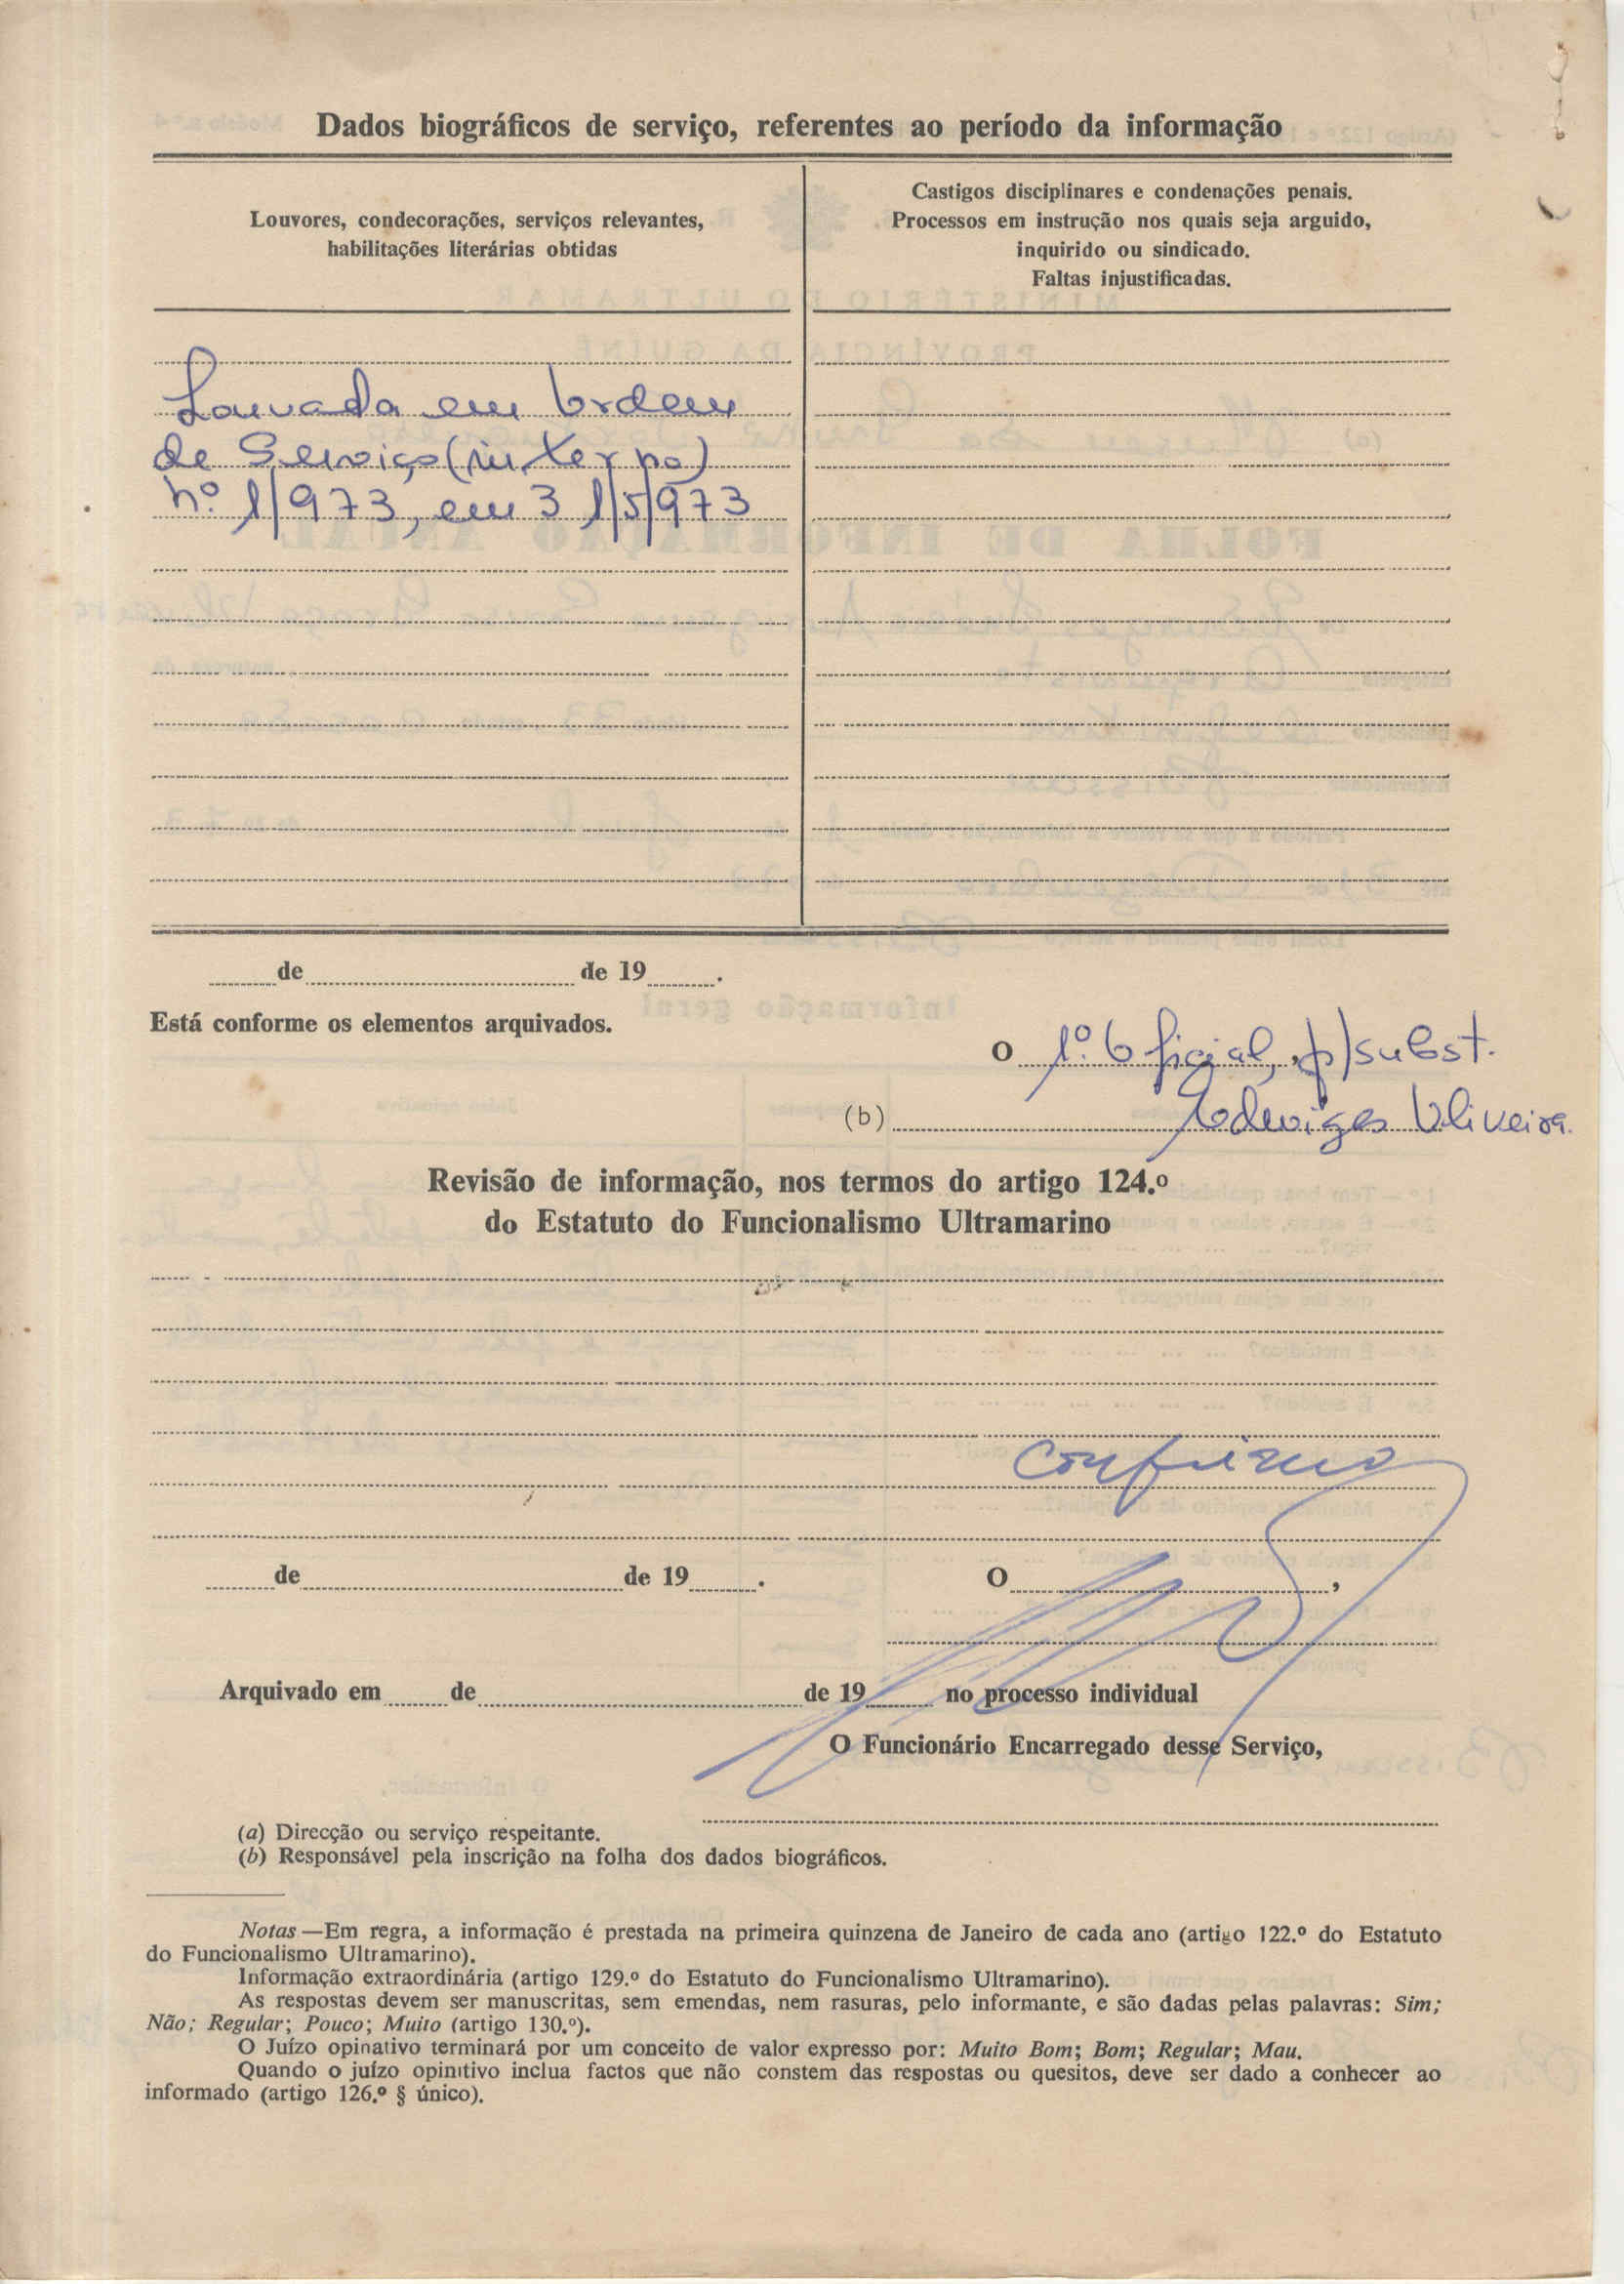 Dados biográficos de serviço, referentes ao período da informação
Louvores, condecorações, serviços relevantes,
habilitações literárias obtidas
Castigos disciplinares e condenações penais.
Processos em instrução nos quais seja arguido,
inquirido ou sindicado.
Faltas injustificadas.
Louvada em Ordem
de Serviço (interna)
nº. 1/973, em 31/5/973
de de 19 .
Está conforme os elementos arquivados.
O 1º. Oficial, p/subst.
(b) Edwiges Oliveira.
Revisão de informação, nos termos do artigo 124.º
do Estatuto do Funcionalismo Ultramarino
Confirmo
de de 19 . O ,
Arquivado em de de 19 no processo individual
O Funcionário Encarregado desse Serviço,
(a) Direcção ou serviço respeitante.
(b) Responsável pela inscrição na folha dos dados biográficos.
Notas —Em regra, a informação é prestada na primeira quinzena de Janeiro de cada ano (artigo 122.º do Estatuto
do Funcionalismo Ultramarino).
Informação extraordinária (artigo 129.º do Estatuto do Funcionalismo Ultramarino).
As respostas devem ser manuscritas, sem emendas, nem rasuras, pelo informante, e são dadas pelas palavras: Sim;
Não; Regular; Pouco; Muito (artigo 130.º).
O Juízo opinativo terminará por um conceito de valor expresso por: Muito Bom; Bom; Regular; Mau.
Quando o juízo opinitivo inclua factos que não constem das respostas ou quesitos, deve ser dado a conhecer ao
informado (artigo 126.º § único).